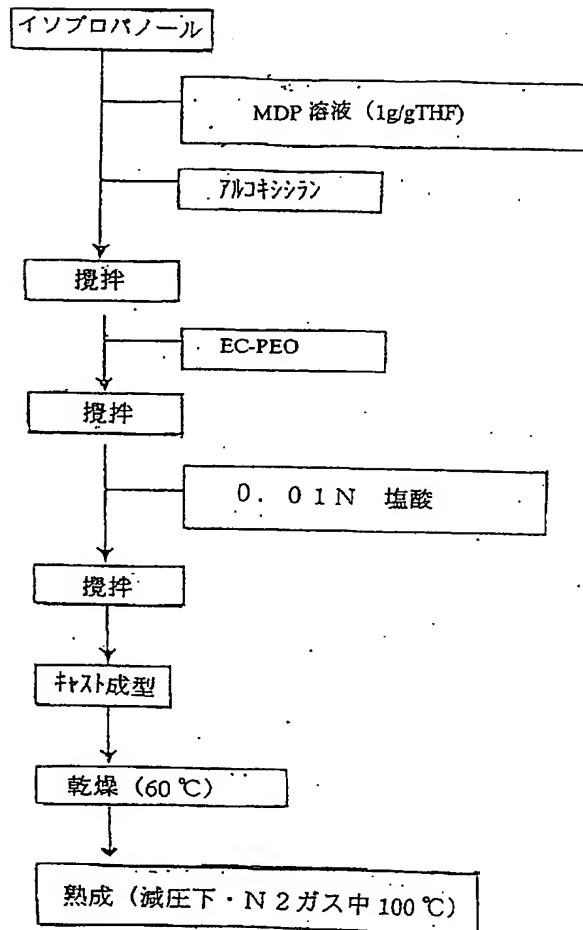 イソプロパノール
MDP 溶液（1g/gTHF)
ｱﾙｺｷｼｼﾗﾝ
攪拌
EC-PEO
攪拌
０．０１Ｎ 塩酸
攪拌
ｷｬｽﾄ成型
乾燥（60 ℃）
熟成（減圧下・Ｎ２ガス中 100 ℃）